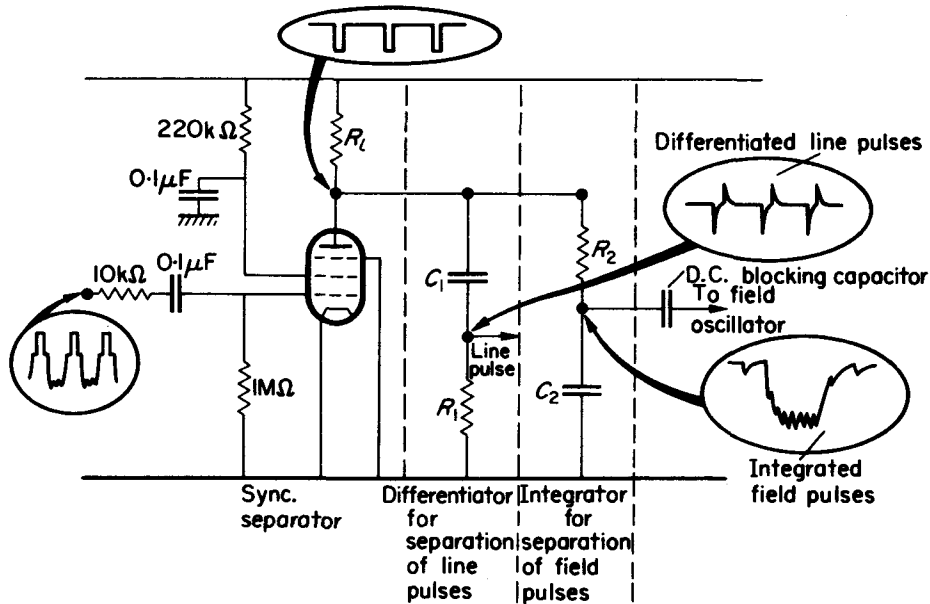 220kΩ
R_L
Differentiated line pulses
0·1μF
10kΩ
0·1μF
C₁
R₂
D.C. blocking capacitor
To field
oscillator
Line
pulse
1MΩ
R₁
C₂
Integrated
field pulses
Sync.
separator
Differentiator
for
separation
of line
pulses
Integrator
for
separation
of field
pulses